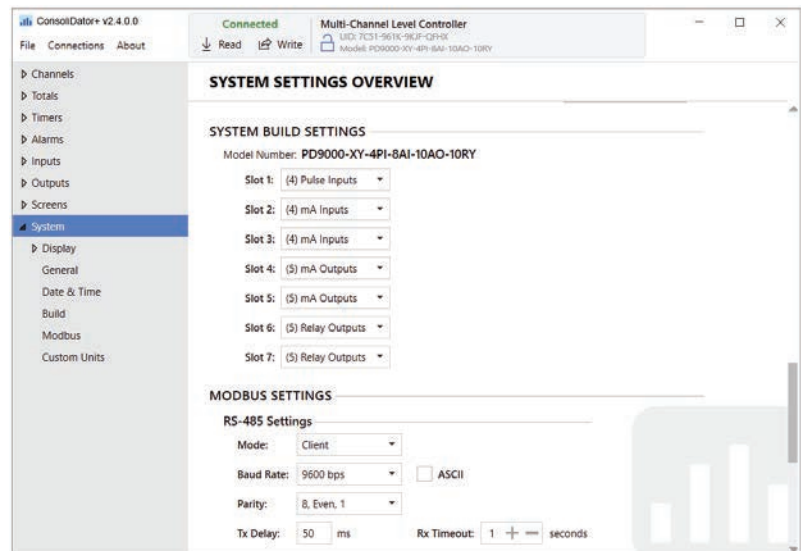 ConsoliDator+ v2.4.0.0
File Connections About
Connected
Read Write
Multi-Channel Level Controller
UID: 7C51-961K-9KJF-QFHX
Model: PD9000-XY-4PI-8AI-10AO-10RY
Channels
Totals
Timers
Alarms
Inputs
Outputs
Screens
System
Display
General
Date & Time
Build
Modbus
Custom Units
SYSTEM SETTINGS OVERVIEW
SYSTEM BUILD SETTINGS
Model Number: PD9000-XY-4PI-8AI-10AO-10RY
Slot 1: (4) Pulse Inputs
Slot 2: (4) mA Inputs
Slot 3: (4) mA Inputs
Slot 4: (5) mA Outputs
Slot 5: (5) mA Outputs
Slot 6: (5) Relay Outputs
Slot 7: (5) Relay Outputs
MODBUS SETTINGS
RS-485 Settings
Mode: Client
Baud Rate: 9600 bps ASCII
Parity: 8, Even, 1
Tx Delay: 50 ms Rx Timeout: 1 seconds